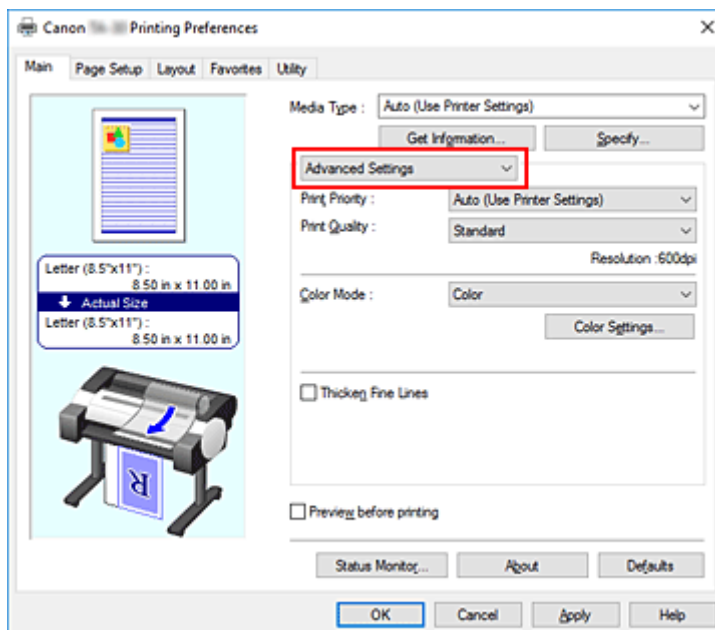 Canon Printing Preferences
Main Page Setup Layout Favorites Utility
Media Type : Auto (Use Printer Settings)
Get Information... Specify...
Advanced Settings
Print Priority : Auto (Use Printer Settings)
Print Quality : Standard
Resolution :600dpi
Letter (8.5"x11") :
8.50 in x 11.00 in
Actual Size
Letter (8.5"x11") :
8.50 in x 11.00 in
Color Mode : Color
Color Settings...
Thicken Fine Lines
R
Preview before printing
Status Monitor... About Defaults
OK Cancel Apply Help